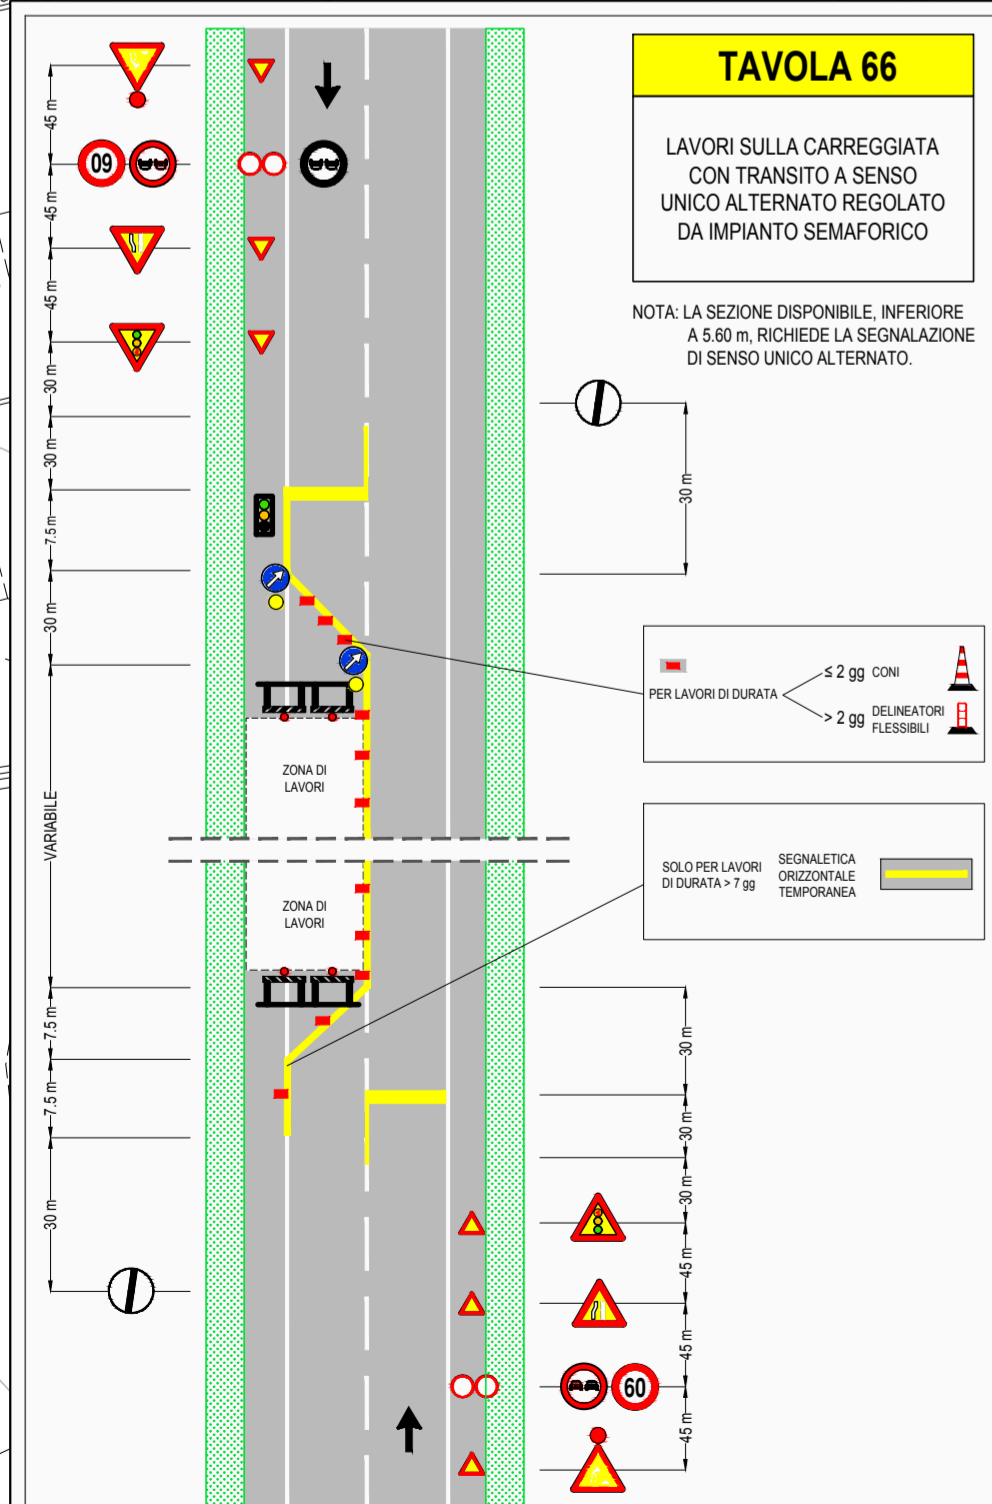 TAVOLA 66
LAVORI SULLA CARREGGIATA
CON TRANSITO A SENSO
UNICO ALTERNATO REGOLATO
DA IMPIANTO SEMAFORICO
NOTA: LA SEZIONE DISPONIBILE, INFERIORE
A 5.60 m, RICHIEDE LA SEGNALAZIONE
DI SENSO UNICO ALTERNATO.
45 m
60
45 m
45 m
30 m
30 m
7.5 m
30 m
VARIABILE
7.5 m
7.5 m
30 m
30 m
PER LAVORI DI DURATA
≤ 2 gg CONI
> 2 gg DELINEATORI
FLESSIBILI
ZONA DI
LAVORI
ZONA DI
LAVORI
SOLO PER LAVORI
DI DURATA > 7 gg
SEGNALETICA
ORIZZONTALE
TEMPORANEA
30 m
30 m
30 m
45 m
45 m
60
45 m